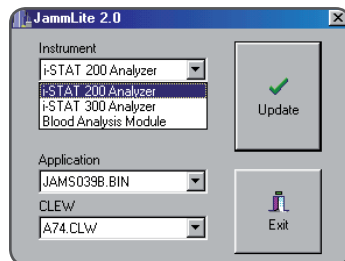 JammLite 2.0
Instrument
i-STAT 200 Analyzer
i-STAT 200 Analyzer
i-STAT 300 Analyzer
Blood Analysis Module
Update
Application
JAMS039B.BIN
CLEW
A74.CLW
Exit